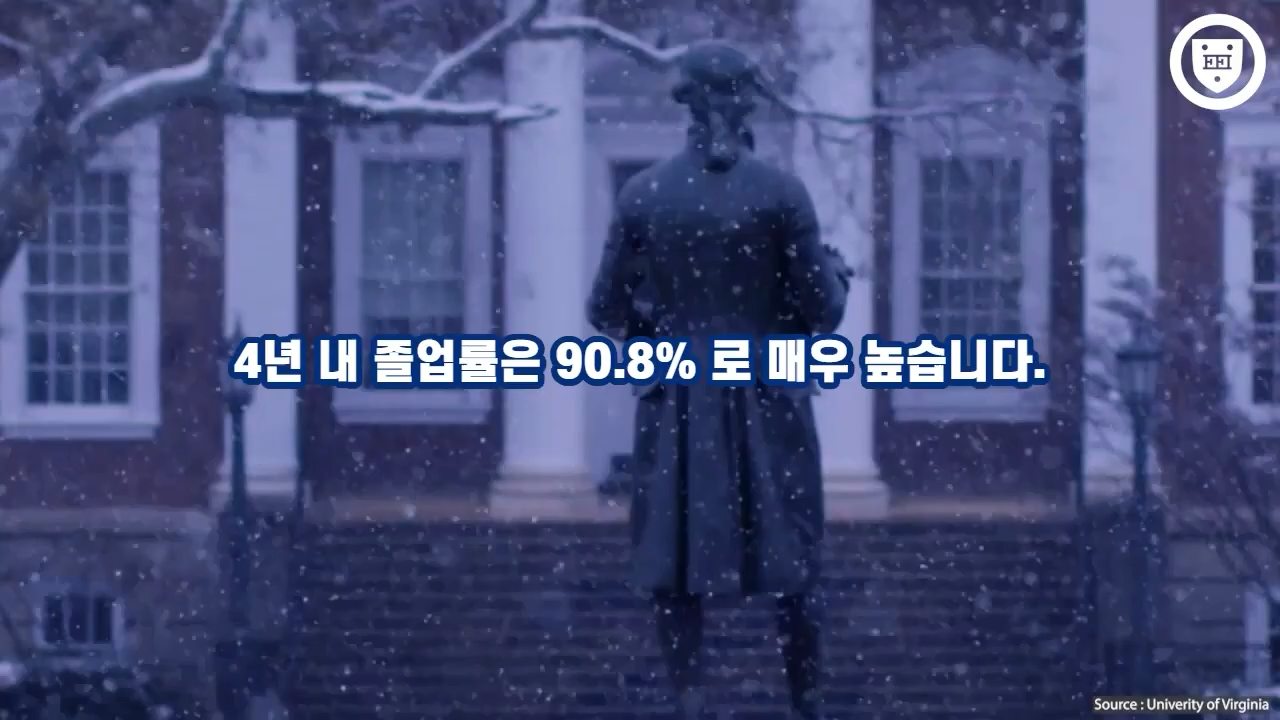 EEI
4년 내 졸업률은 90.8% 로 매우 높습니다.
Source : Univerity of Virginia